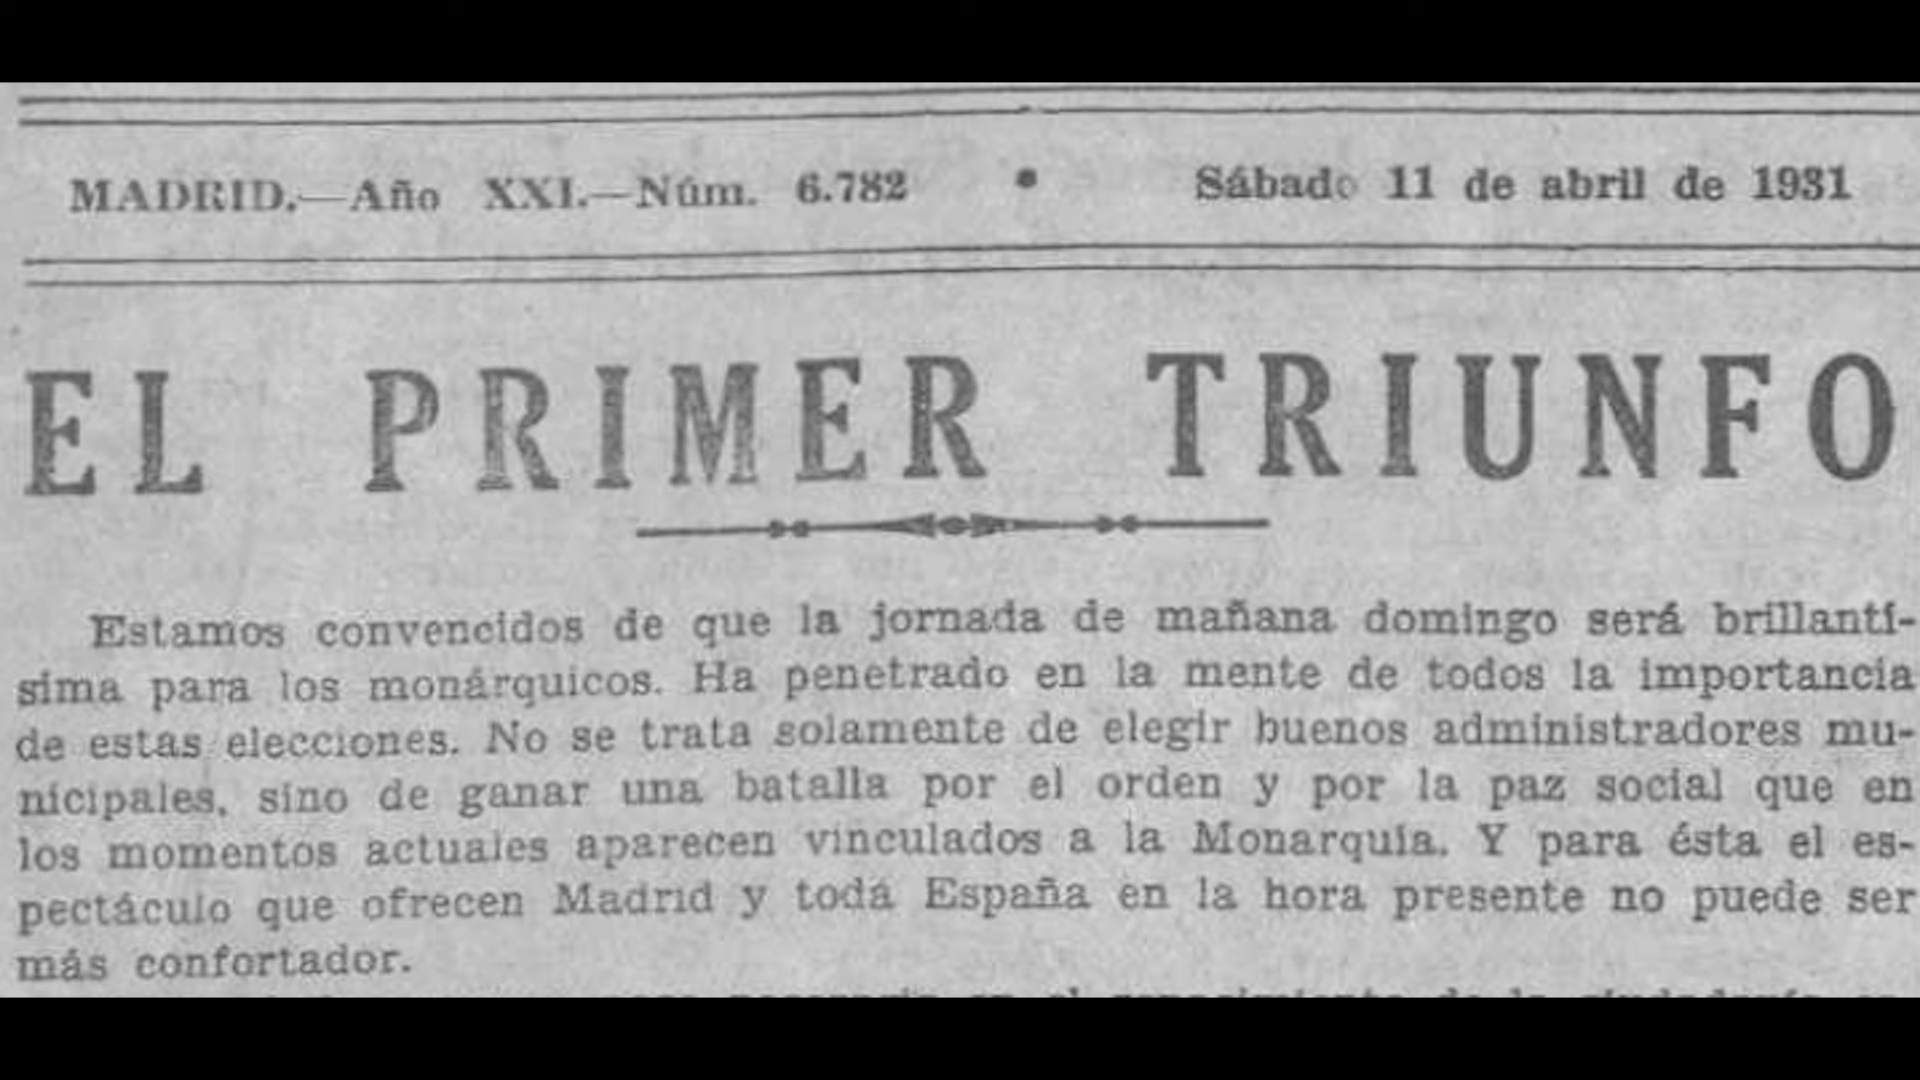 MADRID.—Año XXI.—Núm. 6.782 • Sábado 11 de abril de 1931
EL PRIMER TRIUNFO
Estamos convencidos de que la jornada de mañana domingo será brillantí-
sima para los monárquicos. Ha penetrado en la mente de todos la importancia
de estas elecciones. No se trata solamente de elegir buenos administradores mu-
nicipales, sino de ganar una batalla por el orden y por la paz social que en
los momentos actuales aparecen vinculados a la Monarquía. Y para ésta el es-
pectáculo que ofrecen Madrid y toda España en la hora presente no puede ser
más confortador.